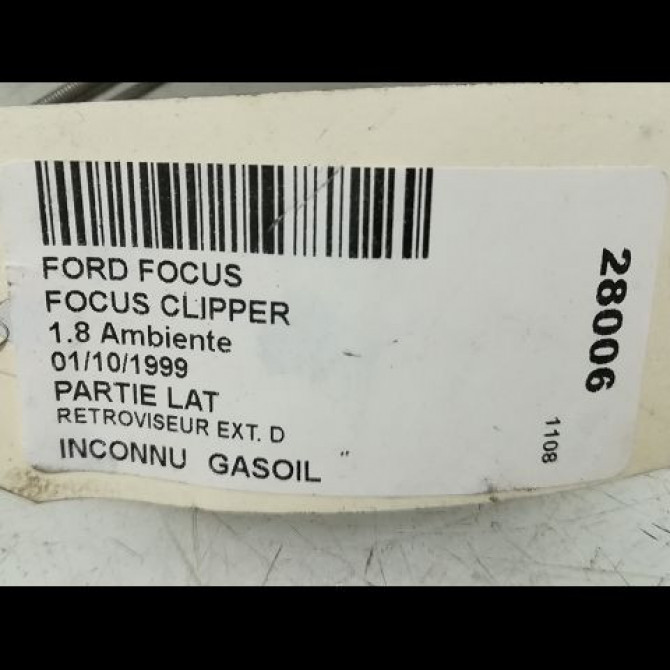 FORD FOCUS
FOCUS CLIPPER
1.8 Ambiente
01/10/1999
PARTIE LAT
RETROVISEUR EXT. D
INCONNU GASOIL "
28006
1108